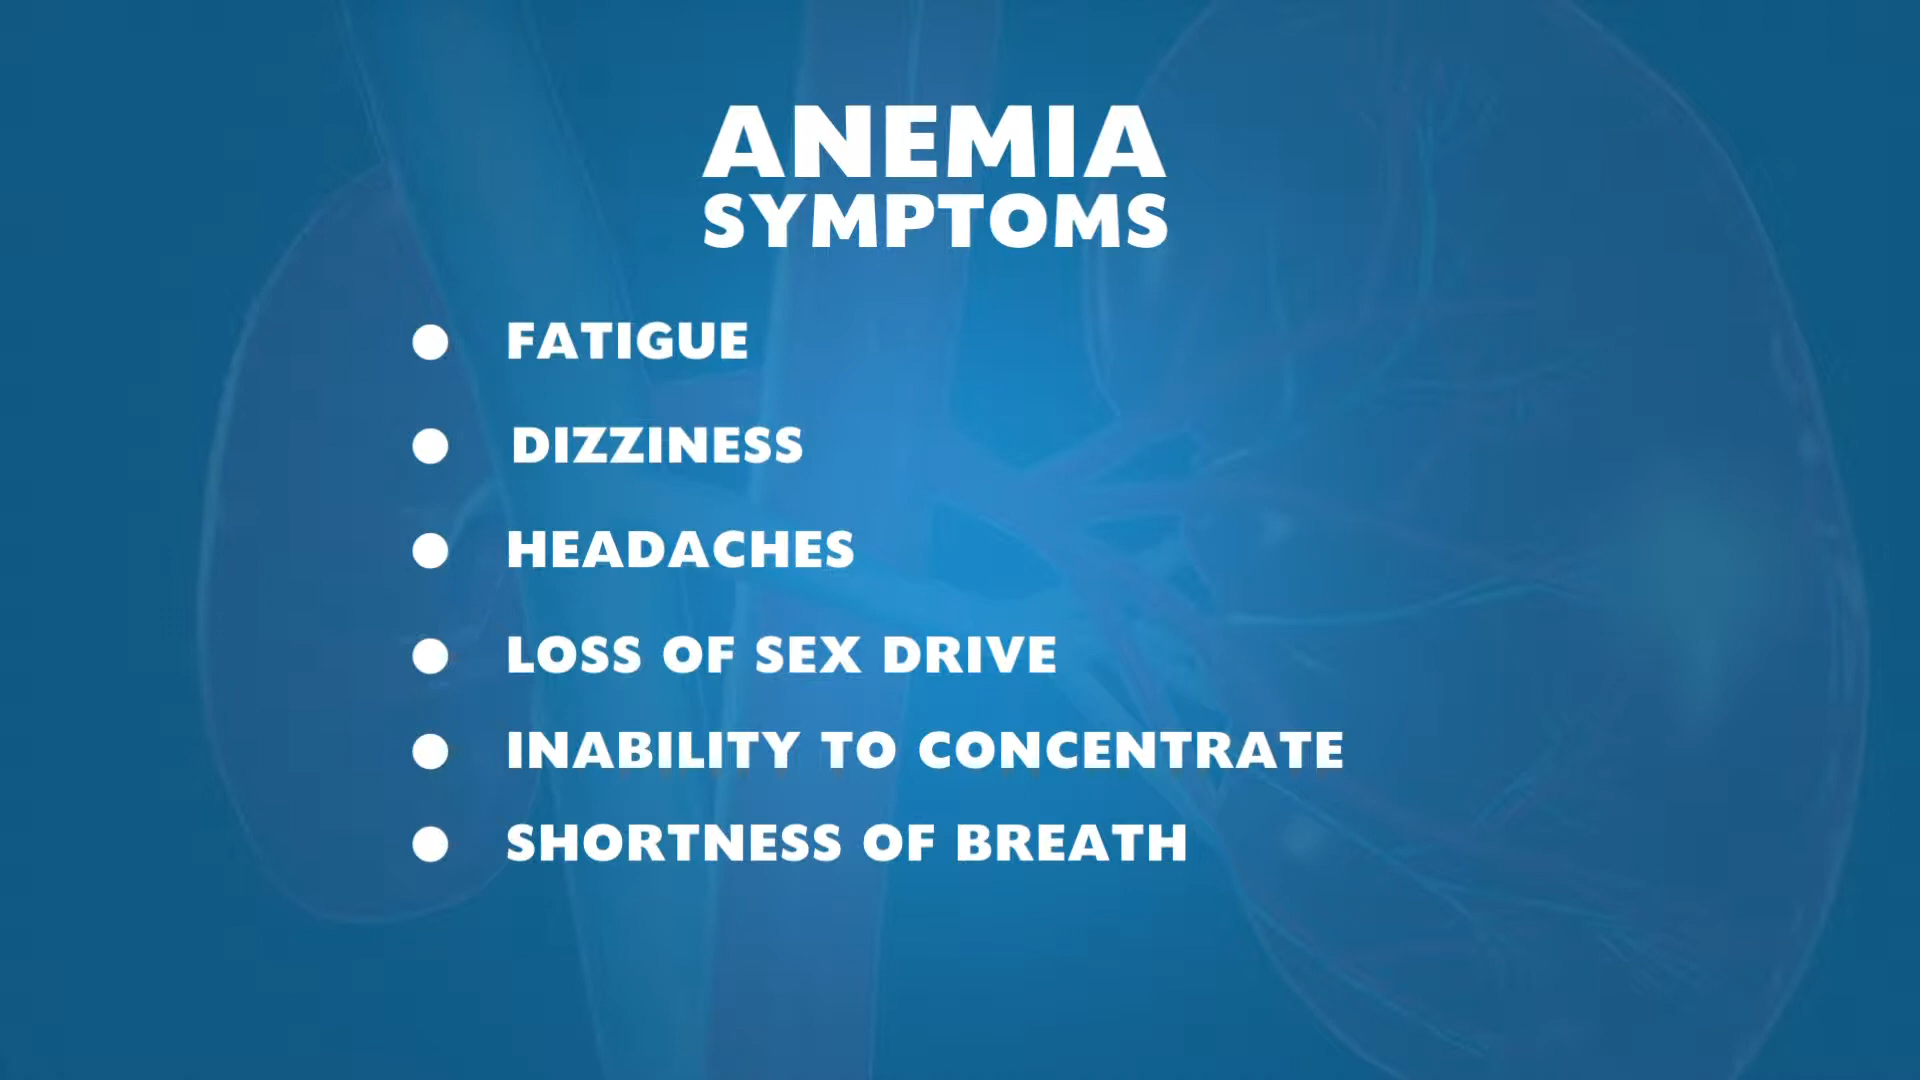 ANEMIA
SYMPTOMS
● FATIGUE
● DIZZINESS
● HEADACHES
● LOSS OF SEX DRIVE
● INABILITY TO CONCENTRATE
● SHORTNESS OF BREATH